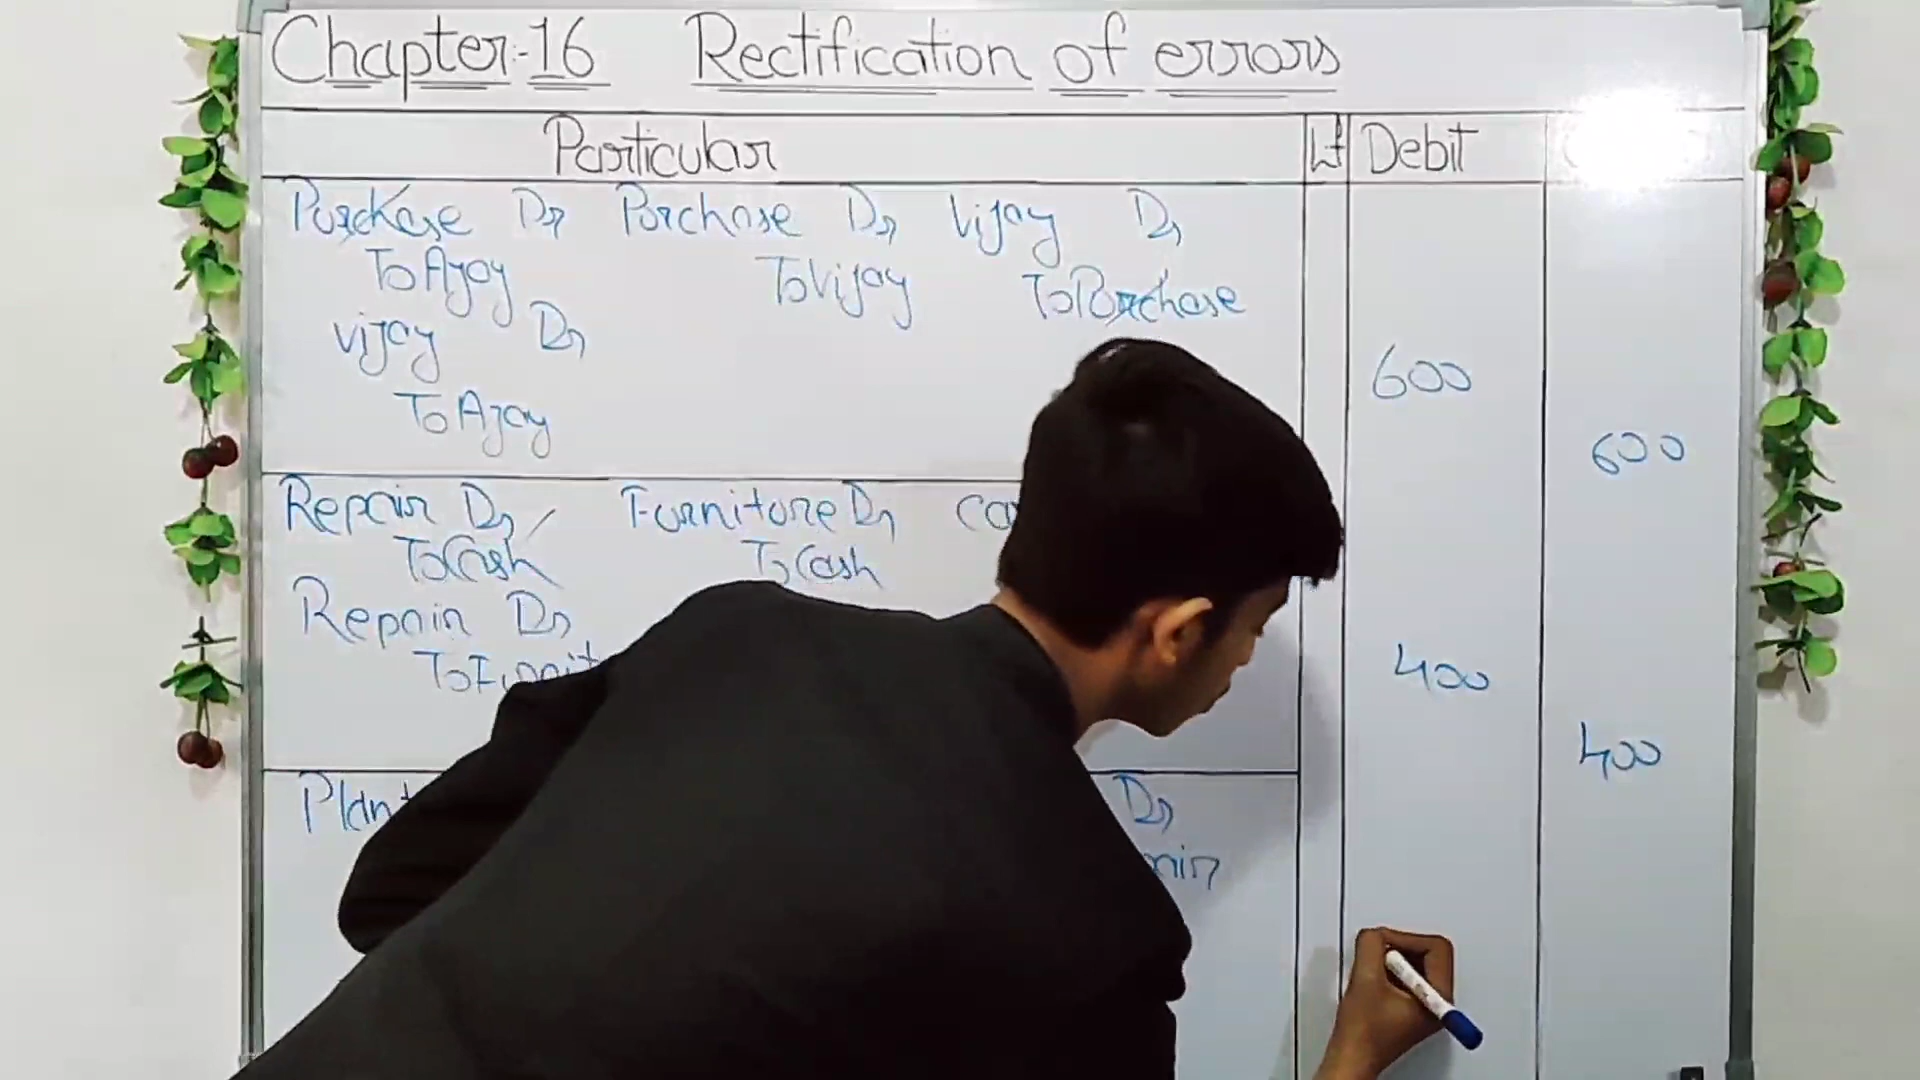 Chapter-16 Rectification of errors
Particular Lf Debit
Purchase Dr Purchase Dr Vijay Dr
To Ajay To Vijay To Purchase
Vijay Dr
To Ajay
600
600
Repair Dr Furniture Dr
To Cash To Cash
Repair Dr
400
400
Dr